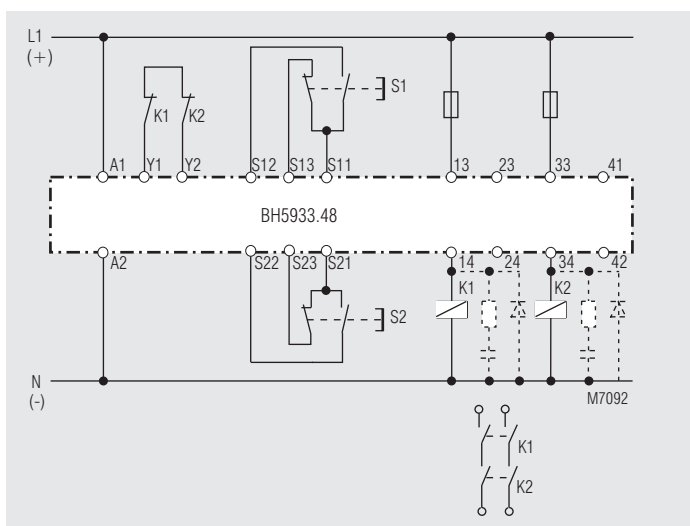 L1
(+)
K1 K2
S1
A1 Y1 Y2 S12 S13 S11 13 23 33 41
BH5933.48
A2 S22 S23 S21 14 24 34 42
K1 K2
S2
N
(-)
M7092
K1
K2